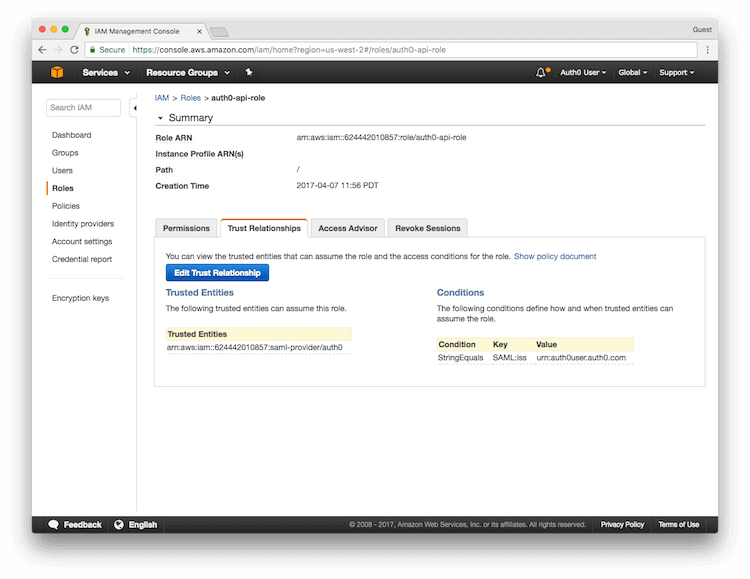 IAM Management Console
Guest
Secure https://console.aws.amazon.com/iam/home?region=us-west-2#/roles/auth0-api-role
Services Resource Groups Auth0 User Global Support
Search IAM
Dashboard
Groups
Users
Roles
Policies
Identity providers
Account settings
Credential report
Encryption keys
IAM > Roles > auth0-api-role
Summary
Role ARN arn:aws:iam::624442010857:role/auth0-api-role
Instance Profile ARN(s)
Path /
Creation Time 2017-04-07 11:56 PDT
Permissions Trust Relationships Access Advisor Revoke Sessions
You can view the trusted entities that can assume the role and the access conditions for the role. Show policy document
Edit Trust Relationship
Trusted Entities
The following trusted entities can assume this role.
Trusted Entities
arn:aws:iam::624442010857:saml-provider/auth0
Conditions
The following conditions define how and when trusted entities can
assume the role.
Condition Key Value
StringEquals SAML:iss urn:auth0user.auth0.com
Feedback English © 2008 - 2017, Amazon Web Services, Inc. or its affiliates. All rights reserved. Privacy Policy Terms of Use